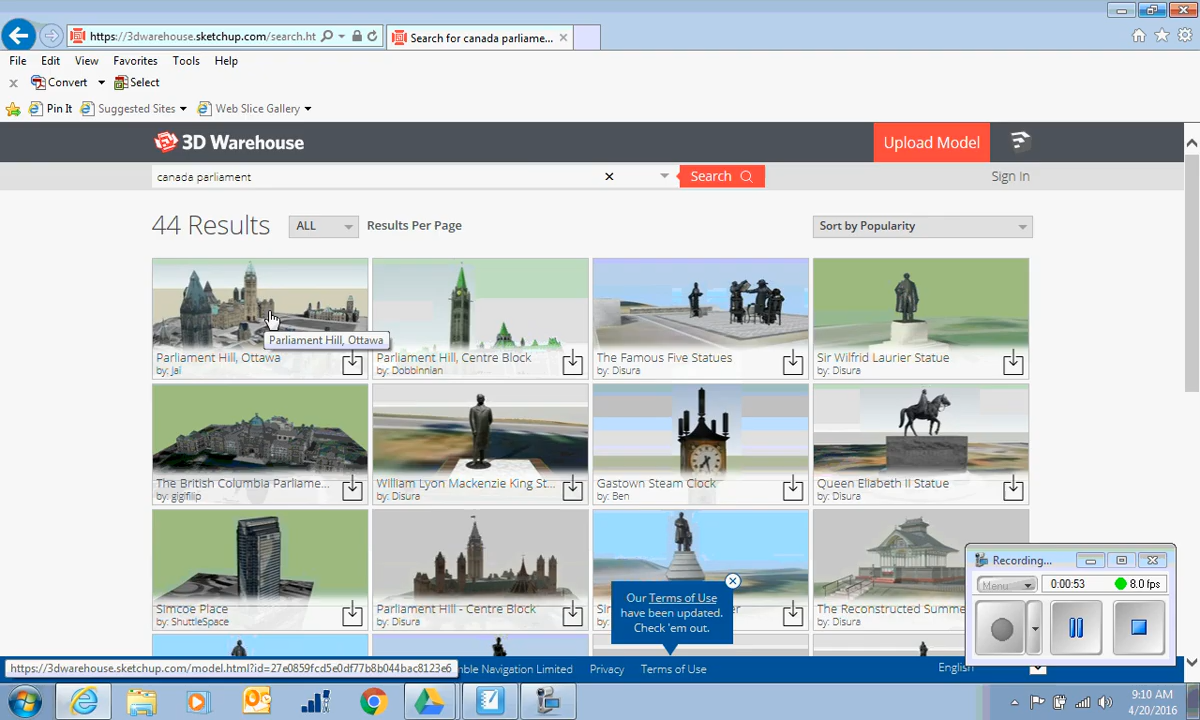 https://3dwarehouse.sketchup.com/search.ht
Search for canada parliame...
File Edit View Favorites Tools Help
x Convert Select
Pin It Suggested Sites Web Slice Gallery
3D Warehouse
Upload Model
canada parliament
Search
Sign In
44 Results
ALL
Results Per Page
Sort by Popularity
Parliament Hill, Ottawa
Parliament Hill, Ottawa
by: Jai
Parliament Hill, Centre Block
by: Dobbinnian
The Famous Five Statues
by: Disura
Sir Wilfrid Laurier Statue
by: Disura
The British Columbia Parliame...
by: gigifilip
William Lyon Mackenzie King St...
by: Disura
Gastown Steam Clock
by: Ben
Queen Eliabeth II Statue
by: Disura
Simcoe Place
by: ShuttleSpace
Parliament Hill - Centre Block
by: Disura
by: Disura
The Reconstructed Summe
by: Disura
Our Terms of Use
have been updated.
Check 'em out.
Recording...
Menu
0:00:53
8.0 fps
https://3dwarehouse.sketchup.com/model.html?id=27e0859fcd5e0df77b8b044bac8123e6
mble Navigation Limited
Privacy
Terms of Use
English
9:10 AM
4/20/2016